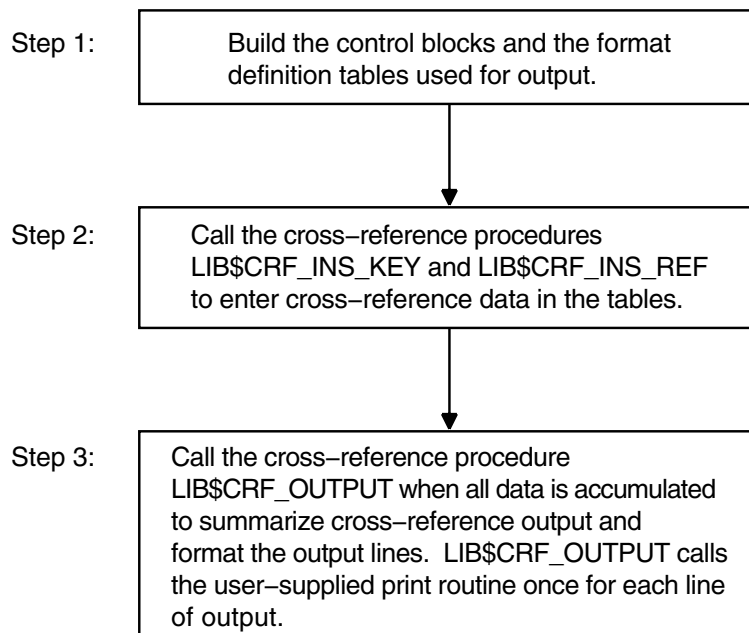 Step 1:
Build the control blocks and the format
definition tables used for output.
Step 2:
Call the cross−reference procedures
LIB$CRF_INS_KEY and LIB$CRF_INS_REF
to enter cross−reference data in the tables.
Step 3:
Call the cross−reference procedure
LIB$CRF_OUTPUT when all data is accumulated
to summarize cross−reference output and
format the output lines.  LIB$CRF_OUTPUT calls
the user−supplied print routine once for each line
of output.